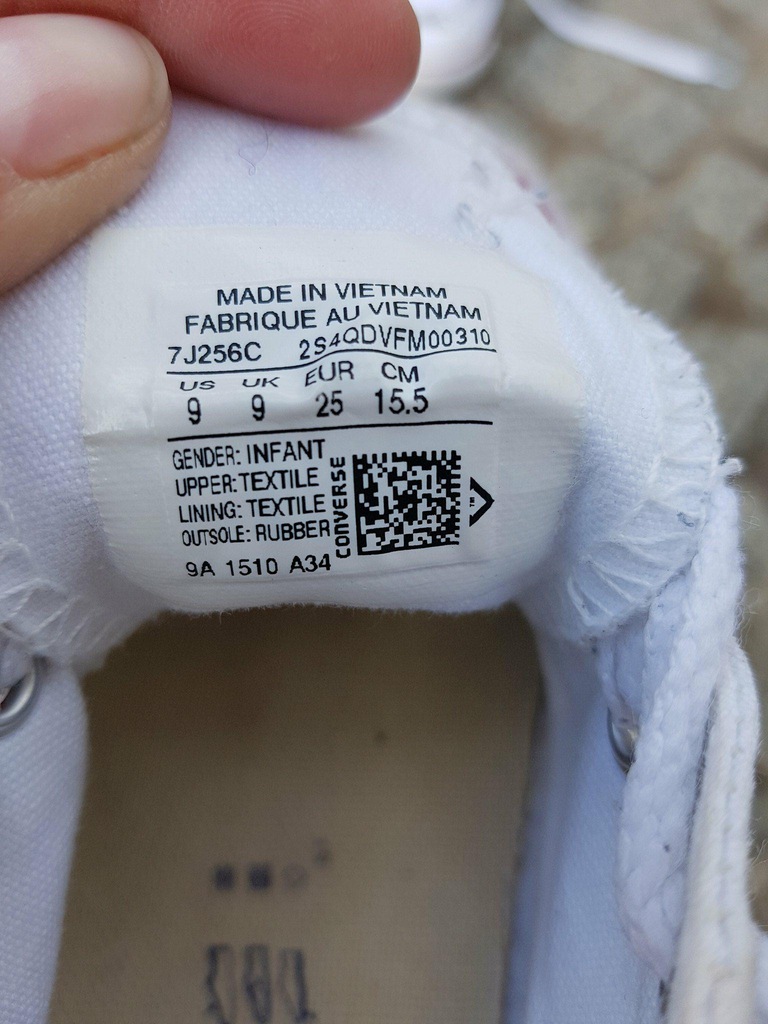 MADE IN VIETNAM
FABRIQUE AU VIETNAM
7J256C 2S4QDVFM00310
US UK EUR CM
9 9 25 15.5
GENDER: INFANT
UPPER: TEXTILE
LINING: TEXTILE
OUTSOLE: RUBBER
CONVERSE
TM
9A 1510 A34